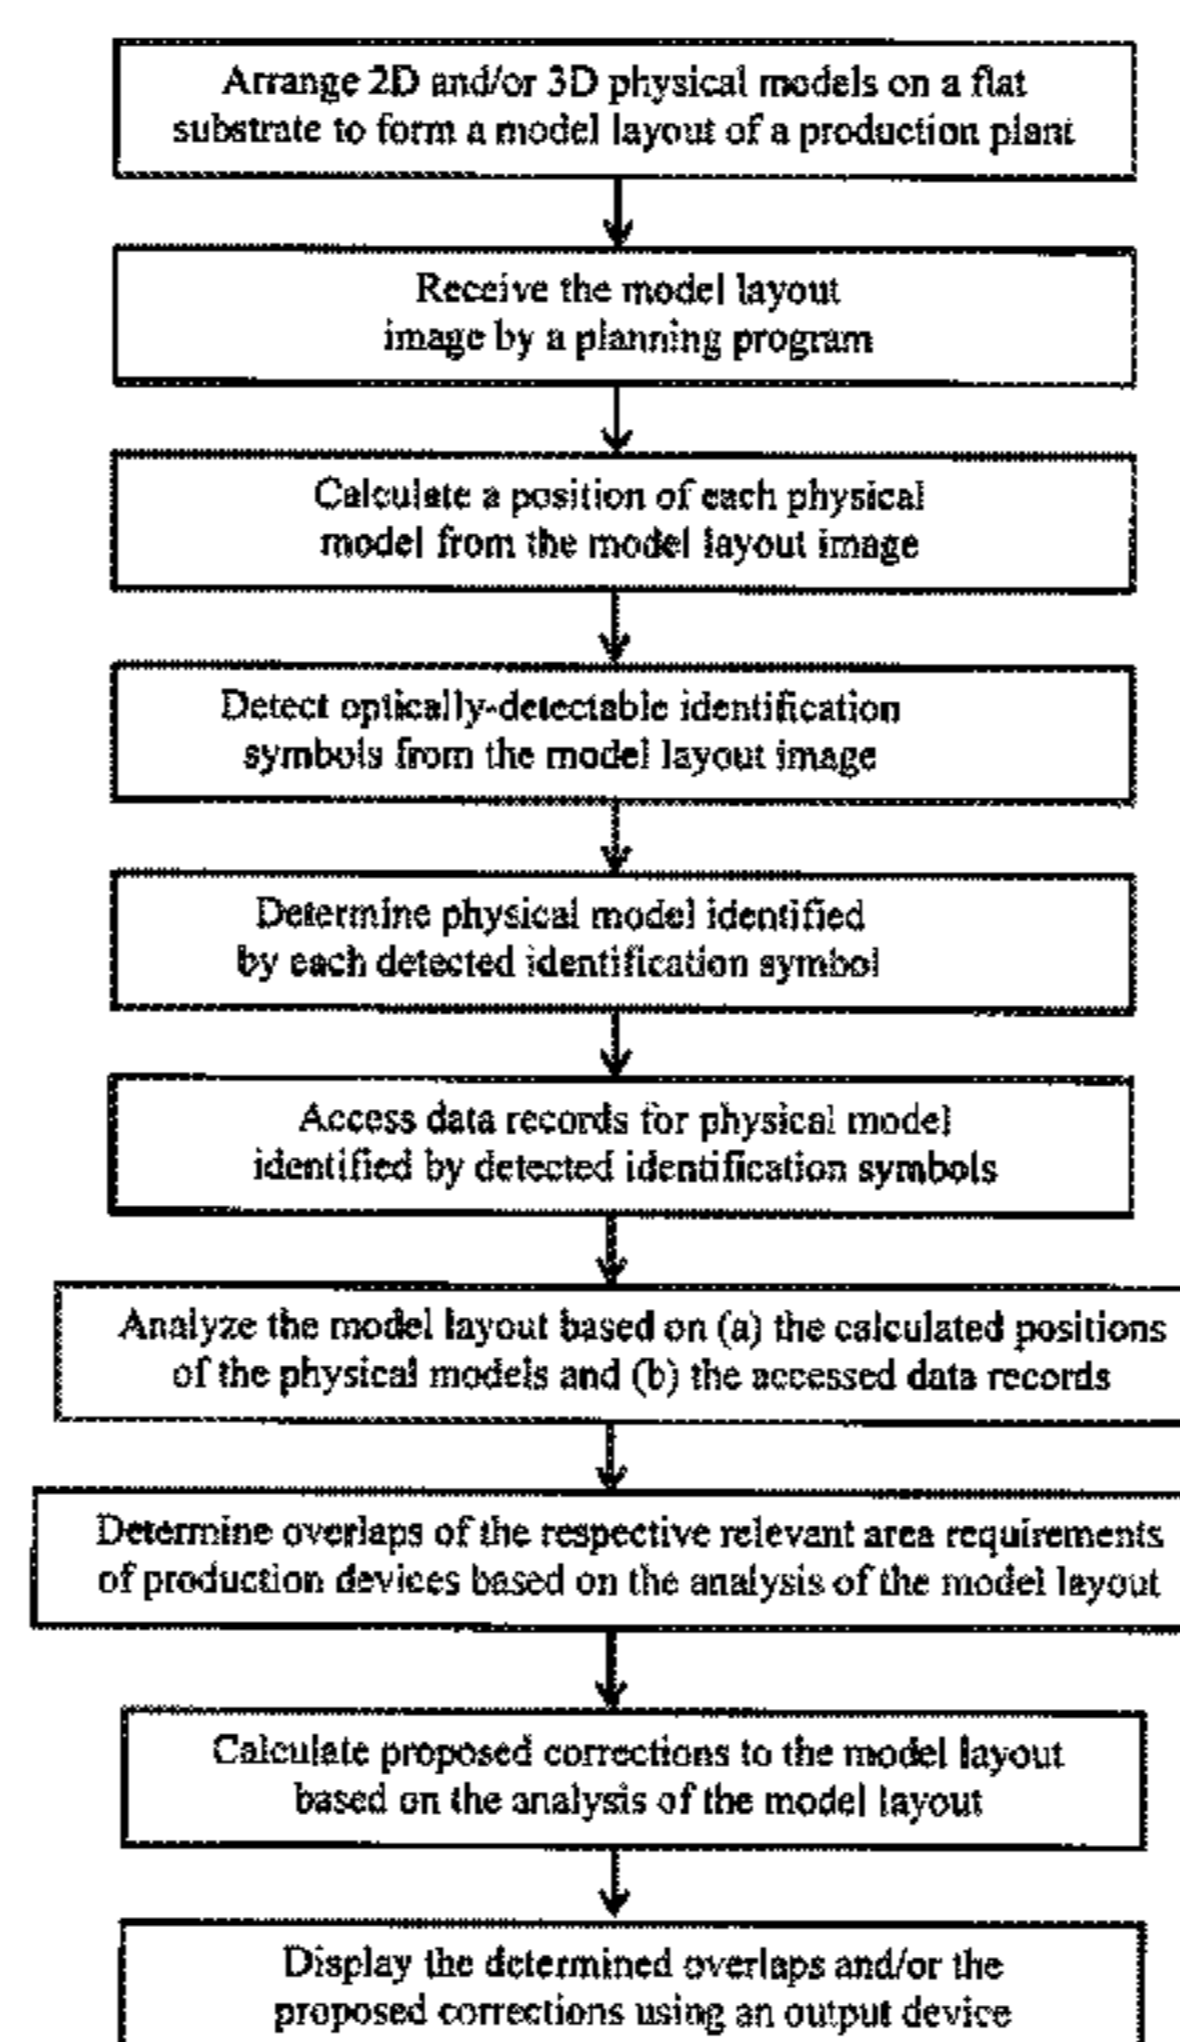 Arrange 2D and/or 3D physical models on a flat
substrate to form a model layout of a production plant
Receive the model layout
image by a planning program
Calculate a position of each physical
model from the model layout image
Detect optically-detectable identification
symbols from the model layout image
Determine physical model identified
by each detected identification symbol
Access data records for physical model
identified by detected identification symbols
Analyze the model layout based on (a) the calculated positions
of the physical models and (b) the accessed data records
Determine overlaps of the respective relevant area requirements
of production devices based on the analysis of the model layout
Calculate proposed corrections to the model layout
based on the analysis of the model layout
Display the determined overlaps and/or the
proposed corrections using an output device